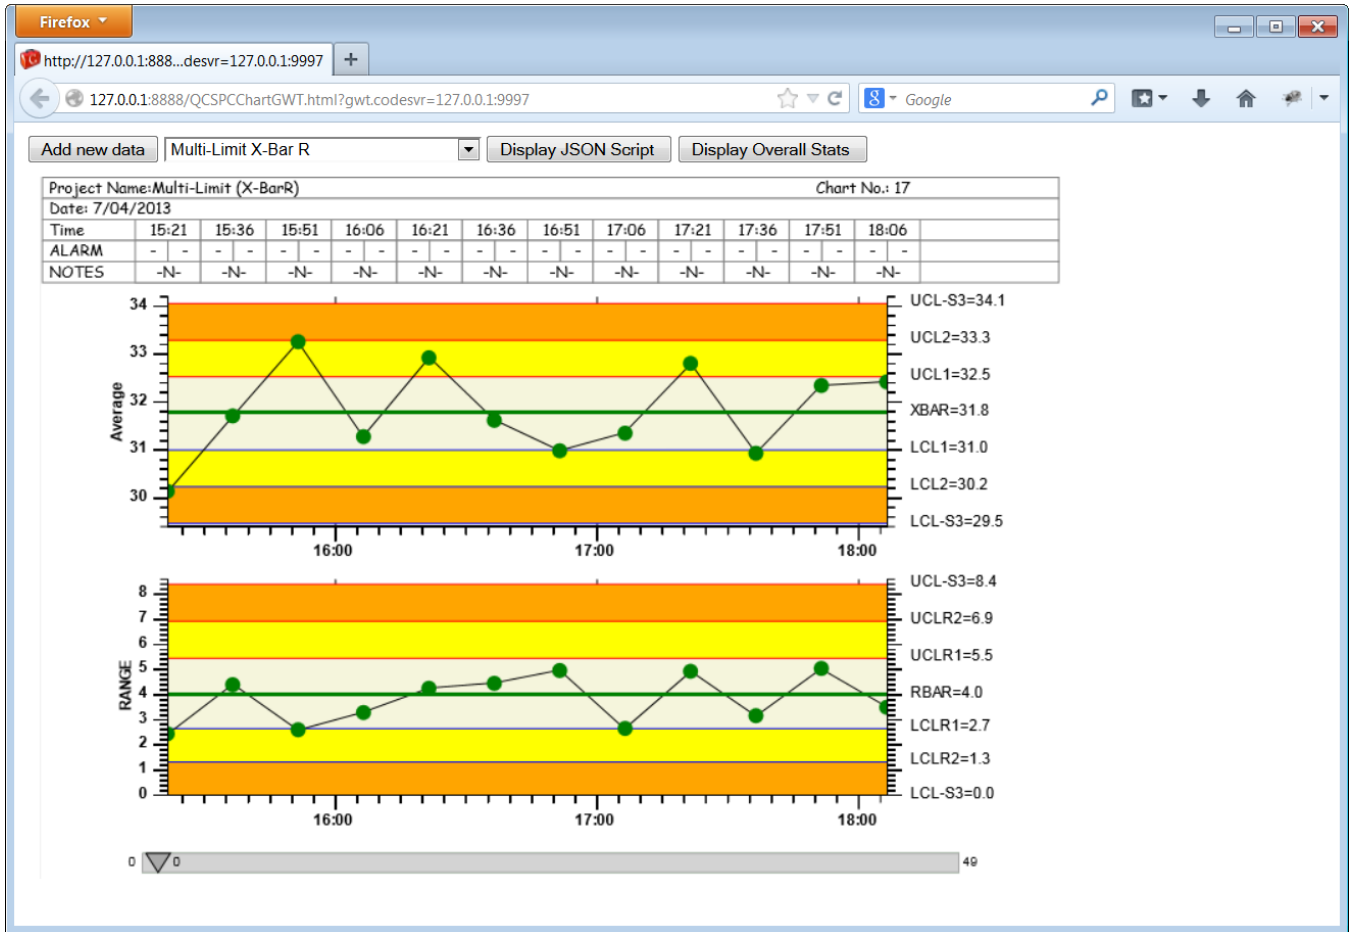 Firefox
http://127.0.0.1:888...desvr=127.0.0.1:9997 +
127.0.0.1:8888/QCSPCChartGWT.html?gwt.codesvr=127.0.0.1:9997 8 Google
Add new data Multi-Limit X-Bar R Display JSON Script Display Overall Stats
Project Name:Multi-Limit (X-BarR) Chart No.: 17
Date: 7/04/2013
Time 15:21 15:36 15:51 16:06 16:21 16:36 16:51 17:06 17:21 17:36 17:51 18:06
ALARM - - - - - - - - - - - - - - - - - - - - - - - -
NOTES -N- -N- -N- -N- -N- -N- -N- -N- -N- -N- -N- -N-
34 UCL-S3=34.1
UCL2=33.3
33
UCL1=32.5
32
Average
XBAR=31.8
31 LCL1=31.0
30 LCL2=30.2
LCL-S3=29.5
16:00 17:00 18:00
8 UCL-S3=8.4
7 UCLR2=6.9
6
UCLR1=5.5
5
RANGE
4 RBAR=4.0
3 LCLR1=2.7
2
LCLR2=1.3
1
0 LCL-S3=0.0
16:00 17:00 18:00
0 0 49